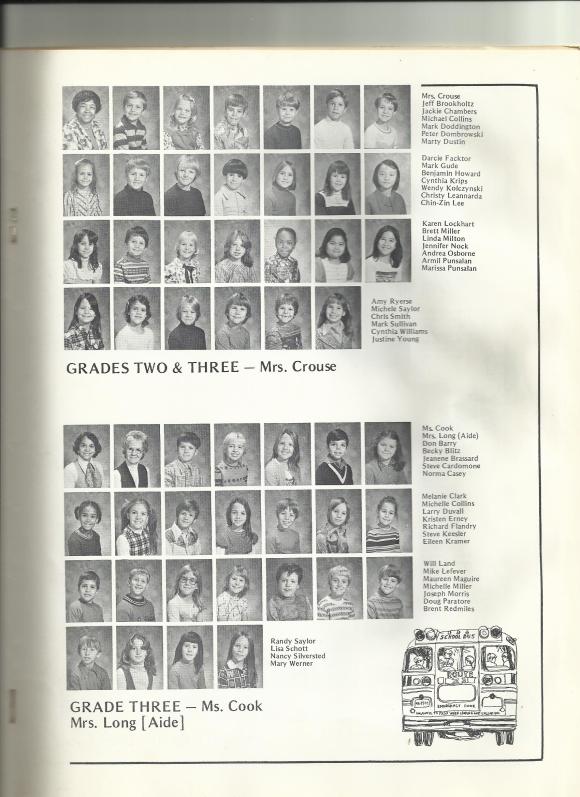 Mrs. Crouse
Jeff Brookholtz
Jackie Chambers
Michael Collins
Mark Doddington
Peter Dombrowski
Marty Dustin
Darcie Facktor
Mark Gude
Benjamin Howard
Cynthia Krips
Wendy Kolczynski
Christy Leannarda
Chin-Zin Lee
Karen Lockhart
Brett Miller
Linda Milton
Jennifer Nock
Andrea Osborne
Armil Punsalan
Marissa Punsalan
Amy Ryerse
Michele Saylor
Chris Smith
Mark Sullivan
Cynthia Williams
Justine Young
GRADES TWO & THREE — Mrs. Crouse
Ms. Cook
Mrs. Long (Aide)
Don Barry
Becky Blitz
Jeanene Brassard
Steve Cardomone
Norma Casey
Melanie Clark
Michelle Collins
Larry Duvall
Kristen Erney
Richard Flandry
Steve Keesler
Eileen Kramer
Will Land
Mike Lefever
Maureen Maguire
Michelle Miller
Joseph Morris
Doug Paratore
Brent Redmiles
Randy Saylor
Lisa Schott
Nancy Silversted
Mary Werner
SCHOOL BUS
ROUTE
EMERGENCY DOOR
GRADE THREE — Ms. Cook
Mrs. Long [Aide]